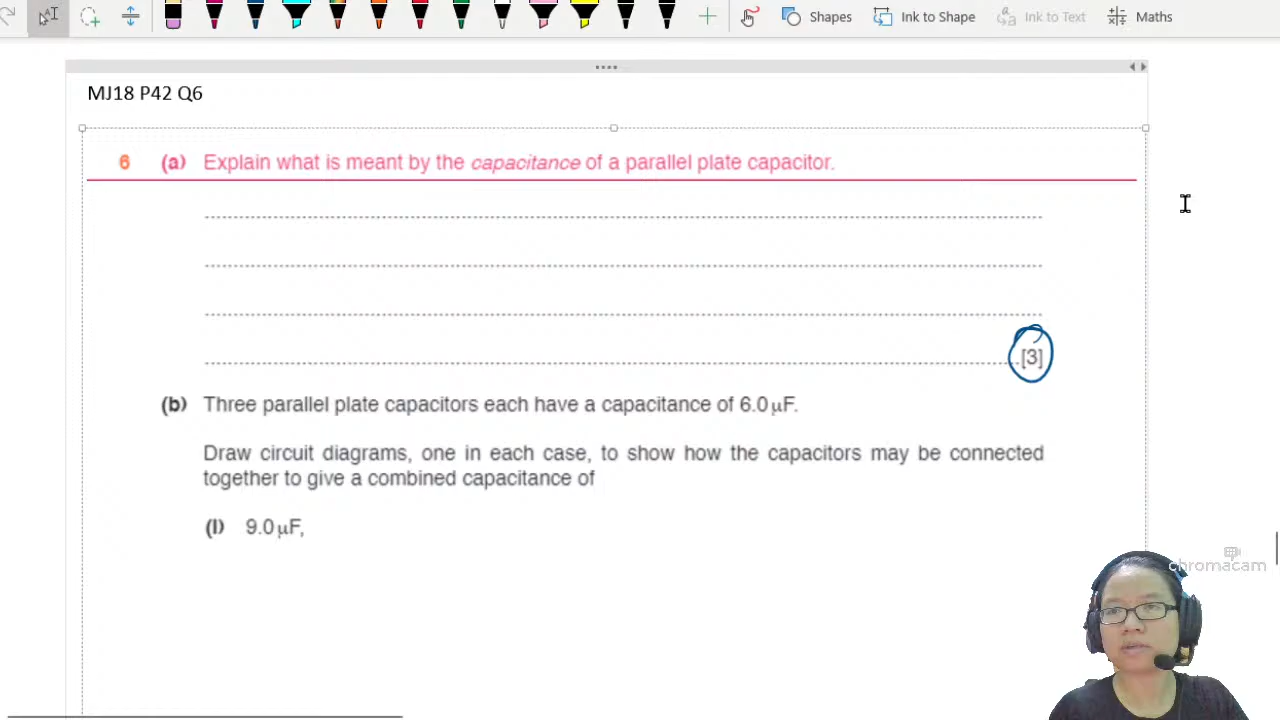 Shapes
Ink to Shape
Ink to Text
Maths
MJ18 P42 Q6
6 (a) Explain what is meant by the capacitance of a parallel plate capacitor.
[3]
(b) Three parallel plate capacitors each have a capacitance of 6.0 μF.
Draw circuit diagrams, one in each case, to show how the capacitors may be connected
together to give a combined capacitance of
(i) 9.0 μF,
chromacam